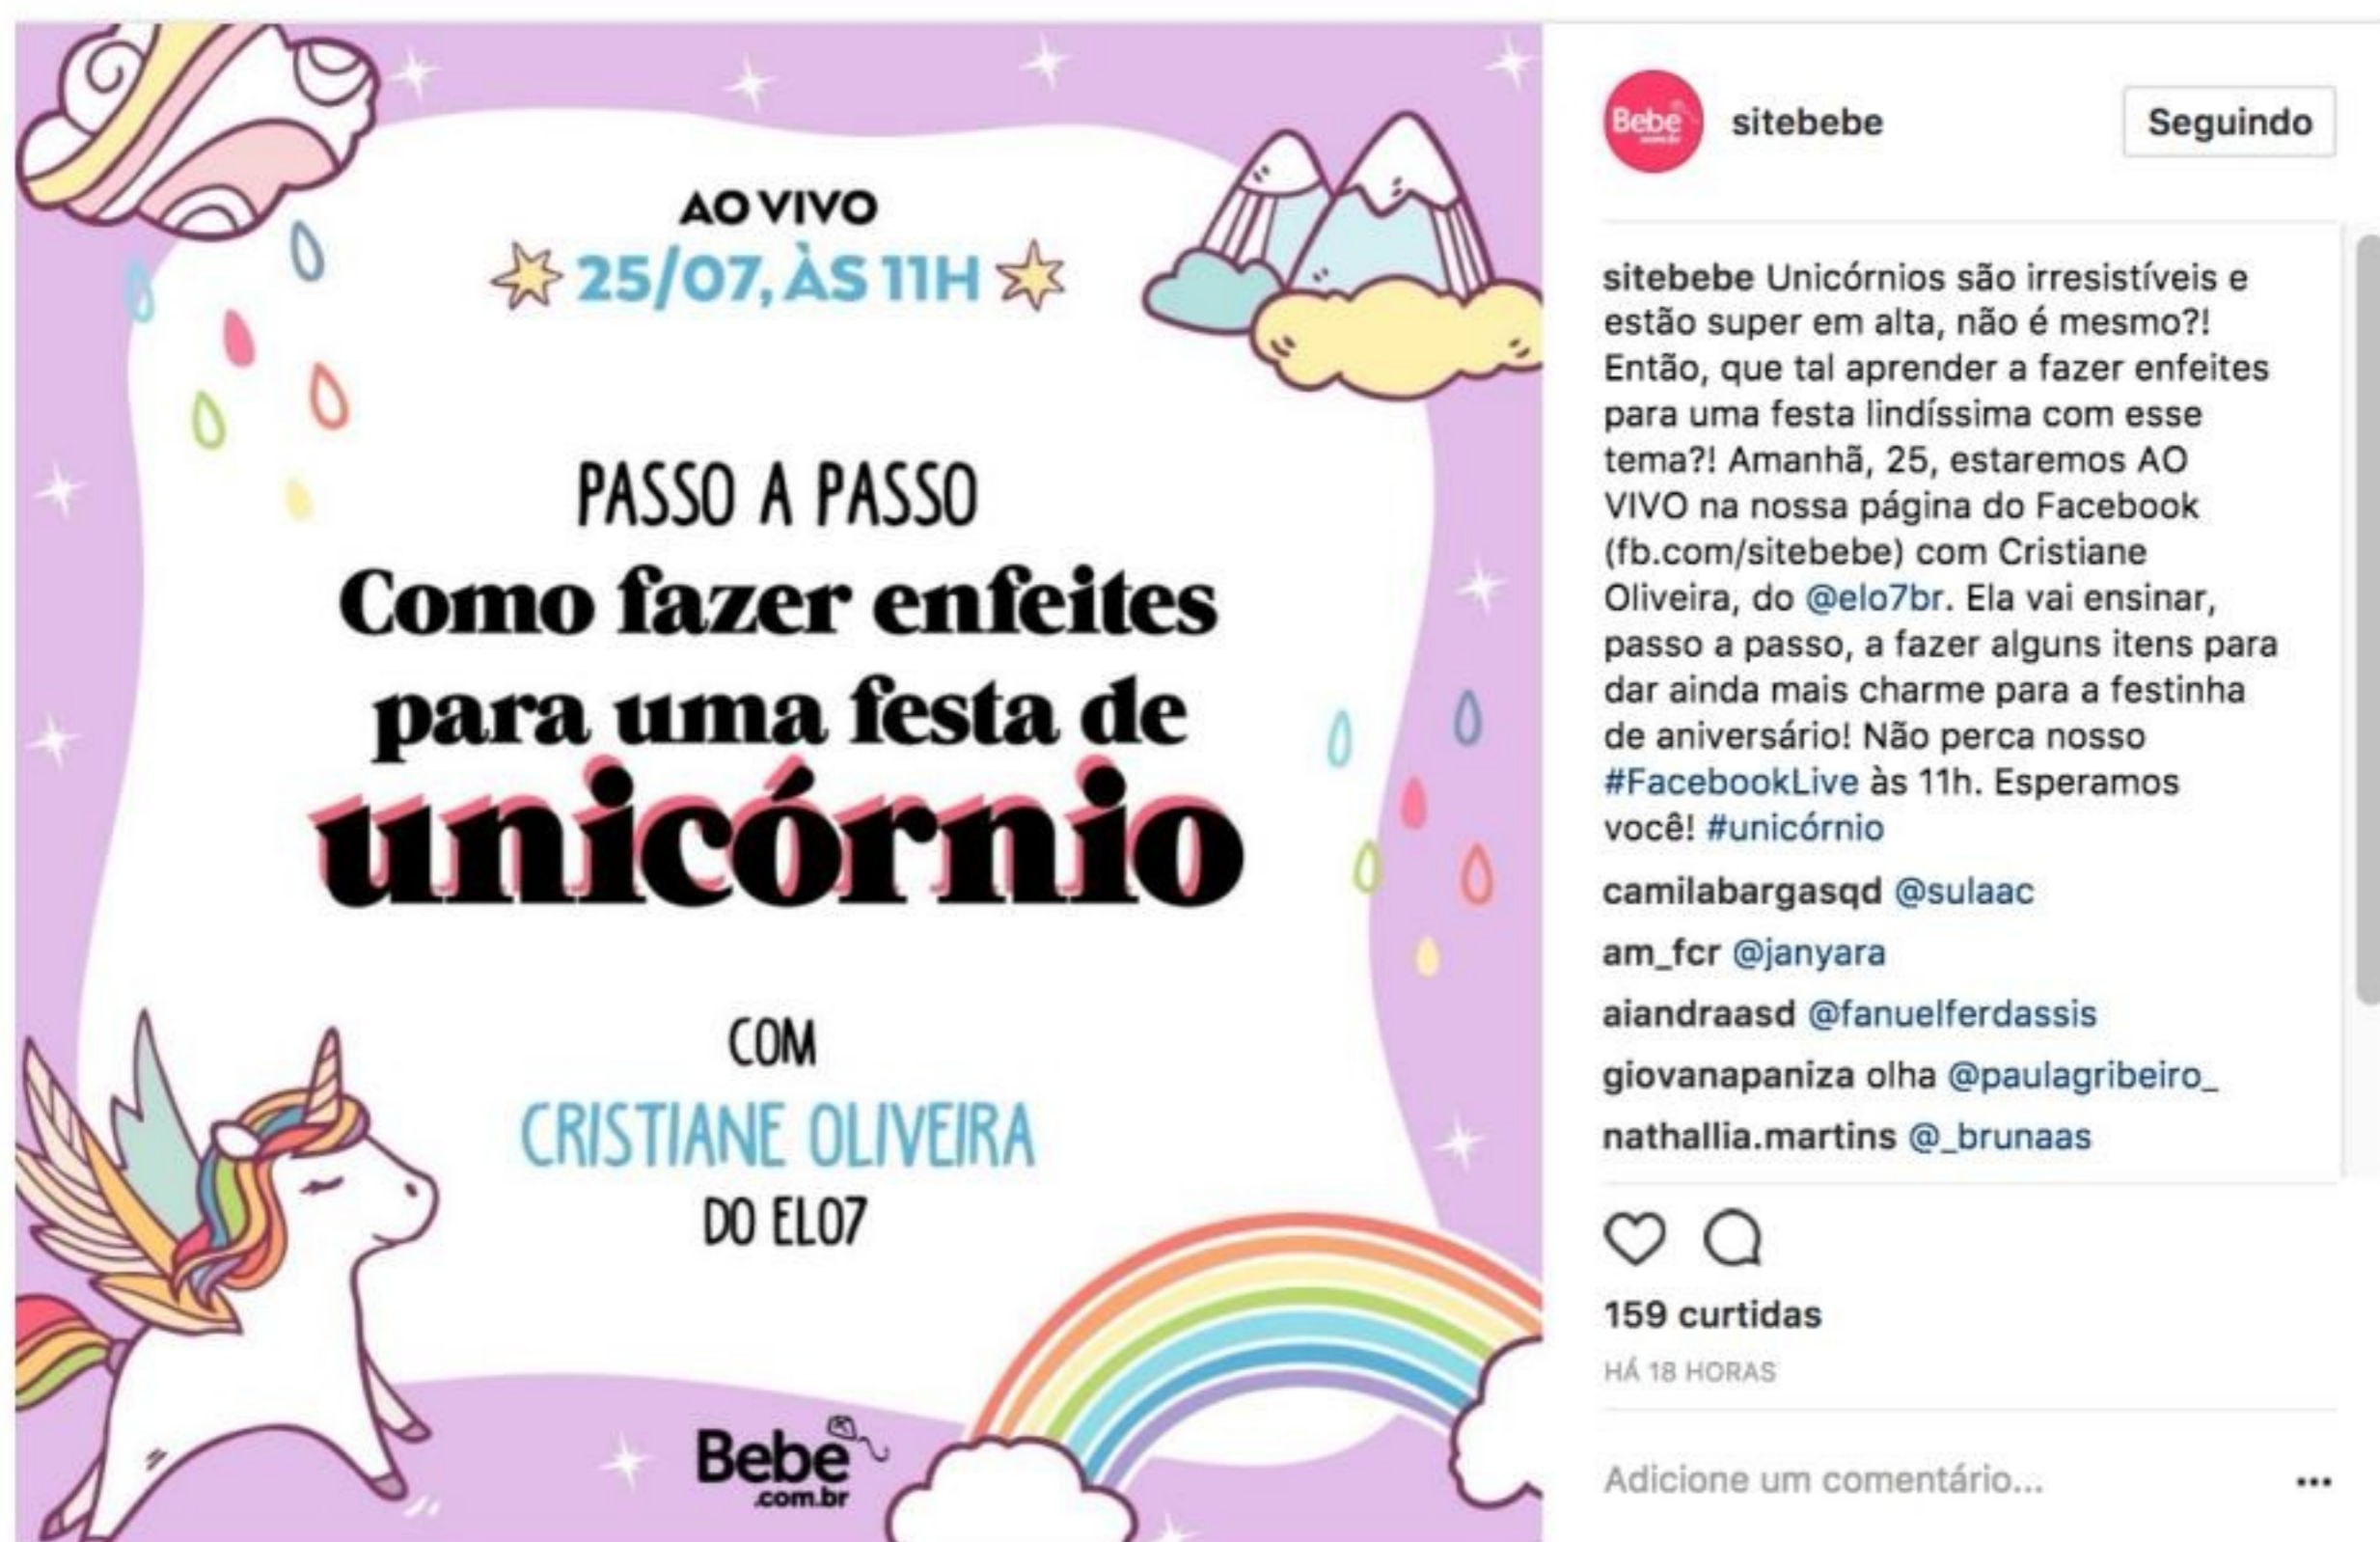 AO VIVO
25/07, ÀS 11H
PASSO A PASSO
Como fazer enfeites
para uma festa de
unicórnio
COM
CRISTIANE OLIVEIRA
DO ELO7
Bebe
.com.br
Bebe
.com.br
sitebebe
Seguindo
sitebebe Unicórnios são irresistíveis e
estão super em alta, não é mesmo?!
Então, que tal aprender a fazer enfeites
para uma festa lindíssima com esse
tema?! Amanhã, 25, estaremos AO
VIVO na nossa página do Facebook
(fb.com/sitebebe) com Cristiane
Oliveira, do @elo7br. Ela vai ensinar,
passo a passo, a fazer alguns itens para
dar ainda mais charme para a festinha
de aniversário! Não perca nosso
#FacebookLive às 11h. Esperamos
você! #unicórnio
camilabargasqd @sulaac
am_fcr @janyara
aiandraasd @fanuelferdassis
giovanapaniza olha @paulagribeiro_
nathallia.martins @_brunaas
159 curtidas
HÁ 18 HORAS
Adicione um comentário...